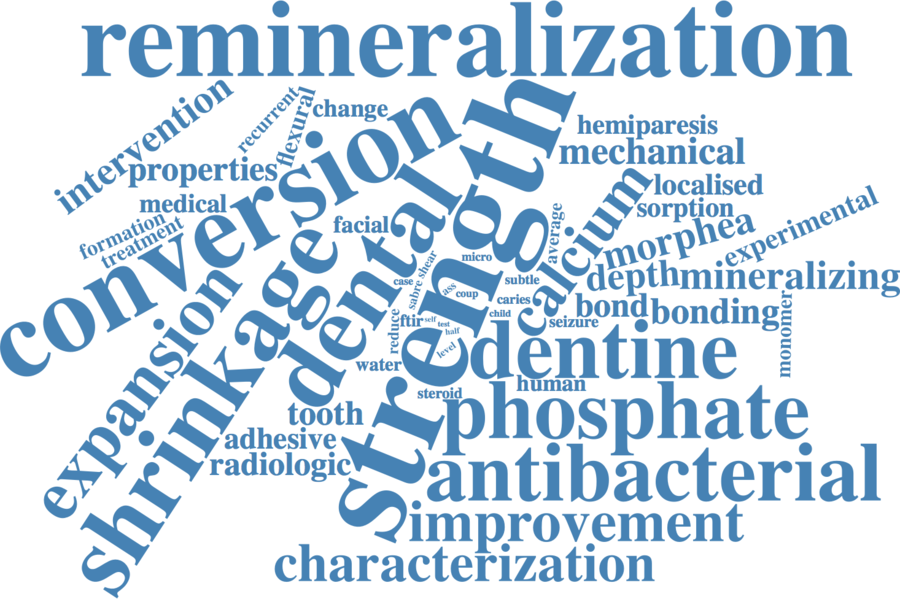 remineralization
intervention
recurrent
flexural
change
properties
conversion
strength
hemiparesis
mechanical
medical
formation
treatment
facial
dental
calcium
localised
sorption
average
morphea
experimental
micro
shrinkage
expansion
case
sabre
shear
ass
coup
subtle
caries
child
depth
mineralizing
bond
bonding
monomer
seizure
reduce
ftir
self
test
half
level
water
dentine
human
steroid
tooth
phosphate
adhesive
radiologic
antibacterial
improvement
characterization